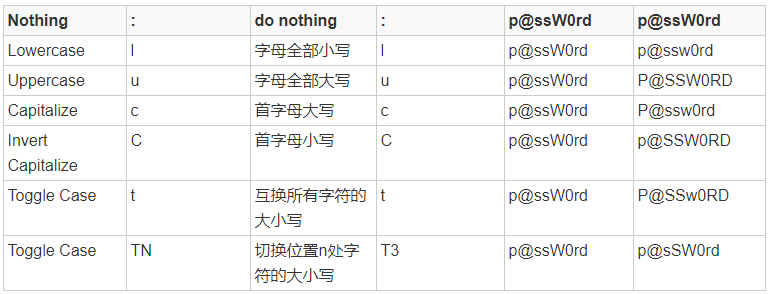 Nothing : do nothing : p@ssW0rd p@ssW0rd
Lowercase l 字母全部小写 l p@ssW0rd p@ssw0rd
Uppercase u 字母全部大写 u p@ssW0rd P@SSW0RD
Capitalize c 首字母大写 c p@ssW0rd P@ssw0rd
Invert
Capitalize C 首字母小写 C p@ssW0rd p@SSW0RD
Toggle Case t 互换所有字符的
大小写 t p@ssW0rd P@SSw0RD
Toggle Case TN 切换位置n处字
符的大小写 T3 p@ssW0rd p@sSW0rd